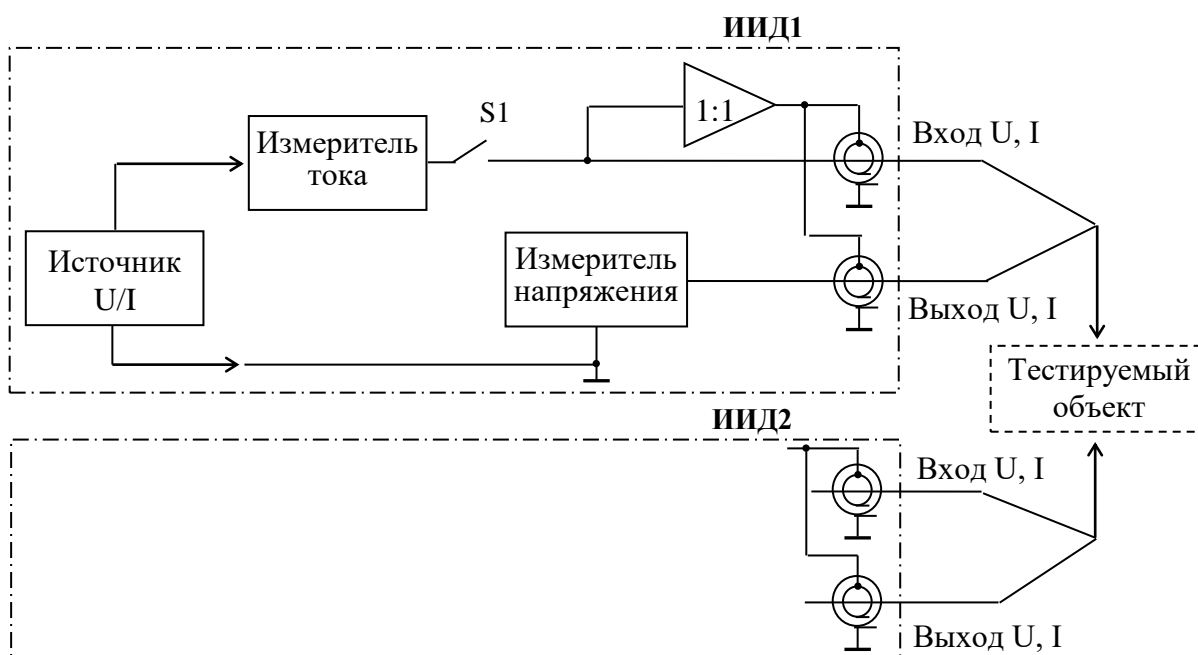 ИИД1
1:1
S1
Вход U, I
Измеритель
тока
Источник
U/I
Измеритель
напряжения
Выход U, I
Тестируемый
объект
ИИД2
Вход U, I
Выход U, I